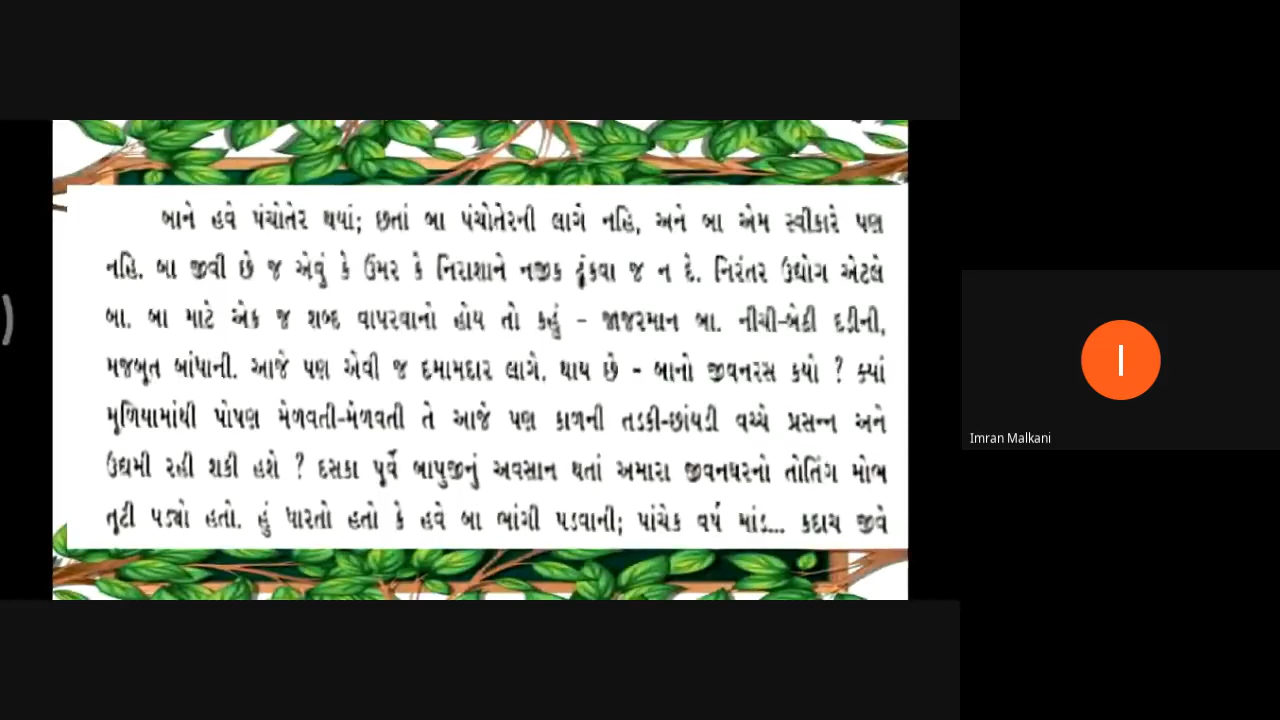 બાને હવે પંચોતેર થયાં; છતાં બા પંચોતેરની લાગે નહિ, અને બા એમ સ્વીકારે પણ
નહિ. બા જીવી છે જ એવું કે ઉંમર કે નિરાશાને નજીક ઢૂંકવા જ ન દે. નિરંતર ઉદ્યોગ એટલે
બા. બા માટે એક જ શબ્દ વાપરવાનો હોય તો કહું - જાજરમાન બા. નીચી-બેઠી દડીની,
મજબૂત બાંધાની. આજે પણ એવી જ દમામદાર લાગે. થાય છે - બાનો જીવનરસ કયો ? ક્યાં
મૂળિયામાંથી પોષણ મેળવતી-મેળવતી તે આજે પણ કાળની તડકી-છાંયડી વચ્ચે પ્રસન્ન અને
ઉદ્યમી રહી શકી હશે ? દસકા પૂર્વે બાપુજીનું અવસાન થતાં અમારા જીવનઘરનો તોતિંગ મોભ
તૂટી પડ્યો હતો. હું ધારતો હતો કે હવે બા ભાંગી પડવાની; પાંચેક વર્ષ માંડ... કદાચ જીવે
Imran Malkani